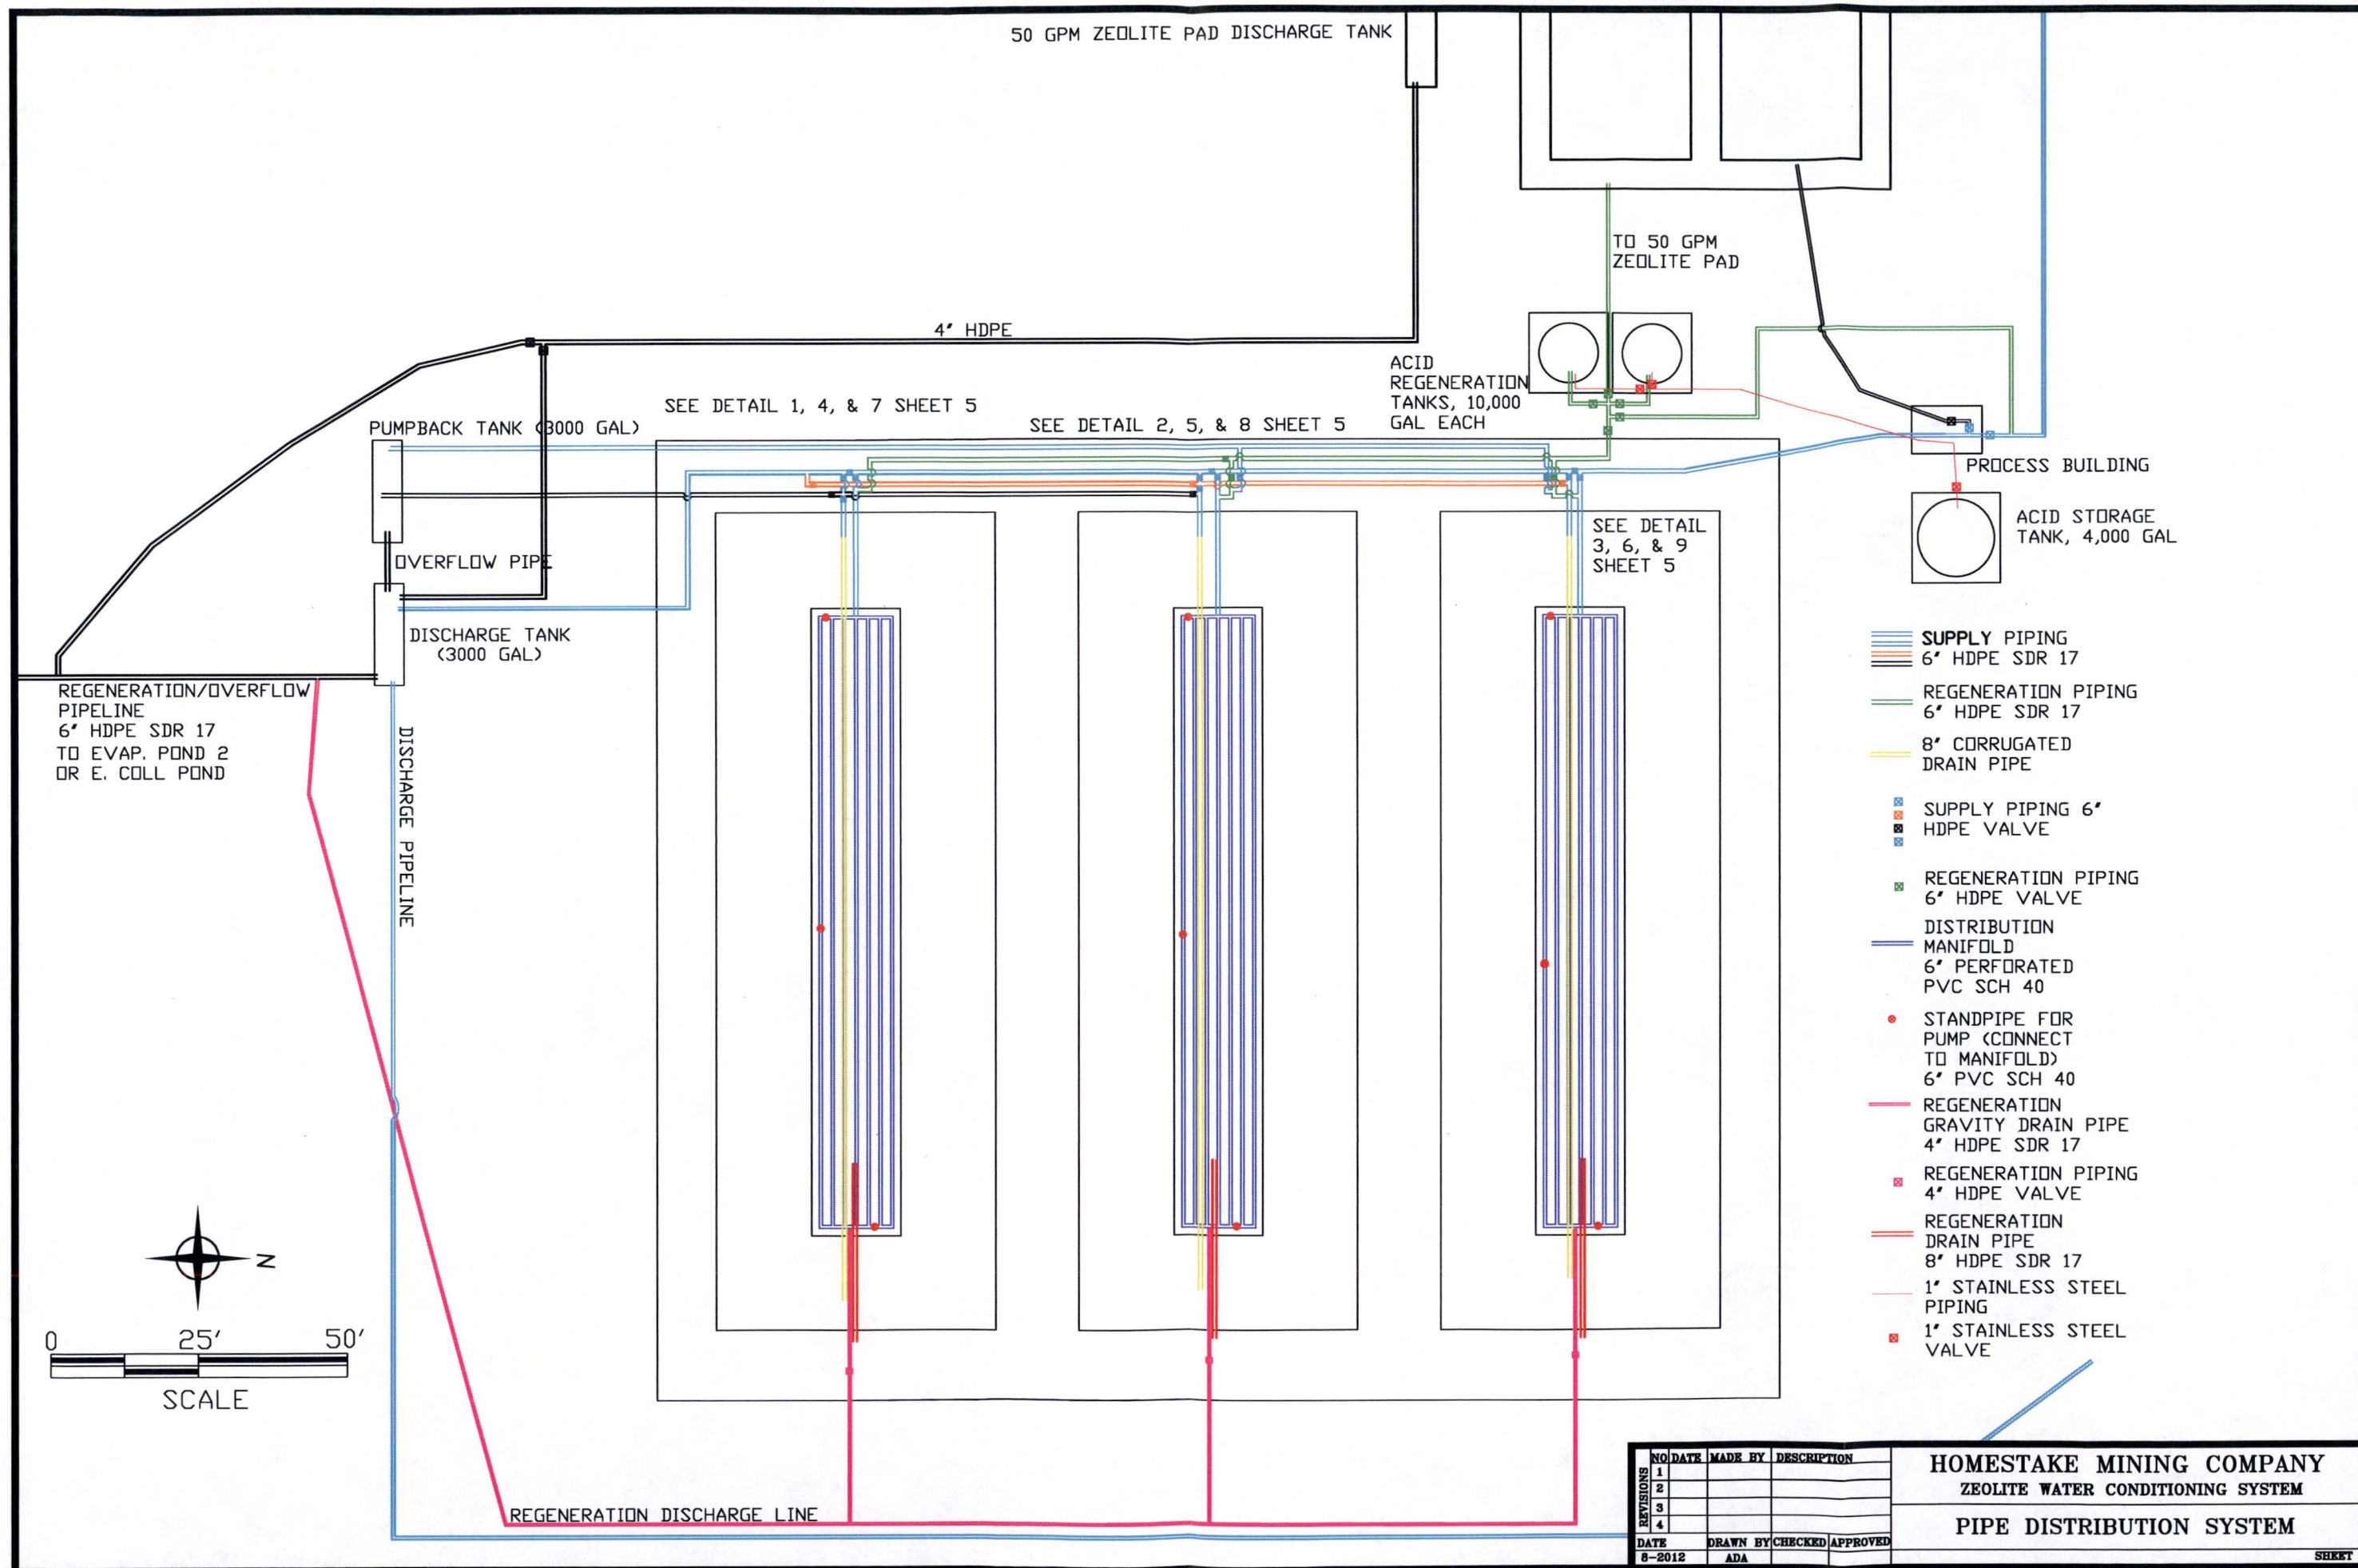 50 GPM ZEOLITE PAD DISCHARGE TANK
TO 50 GPM
ZEOLITE PAD
4" HDPE
ACID
REGENERATION
TANKS, 10,000
GAL EACH
SEE DETAIL 1, 4, & 7 SHEET 5
SEE DETAIL 2, 5, & 8 SHEET 5
PUMPBACK TANK (3000 GAL)
PROCESS BUILDING
ACID STORAGE
TANK, 4,000 GAL
SEE DETAIL
3, 6, & 9
SHEET 5
OVERFLOW PIPE
DISCHARGE TANK
(3000 GAL)
REGENERATION/OVERFLOW
PIPELINE
6" HDPE SDR 17
TO EVAP. POND 2
OR E. COLL POND
DISCHARGE PIPELINE
SUPPLY PIPING
6" HDPE SDR 17
REGENERATION PIPING
6" HDPE SDR 17
8" CORRUGATED
DRAIN PIPE
SUPPLY PIPING 6"
HDPE VALVE
REGENERATION PIPING
6" HDPE VALVE
DISTRIBUTION
MANIFOLD
6" PERFORATED
PVC SCH 40
STANDPIPE FOR
PUMP (CONNECT
TO MANIFOLD)
6" PVC SCH 40
REGENERATION
GRAVITY DRAIN PIPE
4" HDPE SDR 17
REGENERATION PIPING
4" HDPE VALVE
REGENERATION
DRAIN PIPE
8" HDPE SDR 17
1" STAINLESS STEEL
PIPING
1" STAINLESS STEEL
VALVE
N
0 25' 50'
SCALE
REGENERATION DISCHARGE LINE
REVISIONS
NO DATE MADE BY DESCRIPTION
1
2
3
4
DATE DRAWN BY CHECKED APPROVED
8-2012 ADA
HOMESTAKE MINING COMPANY
ZEOLITE WATER CONDITIONING SYSTEM
PIPE DISTRIBUTION SYSTEM
SHEET